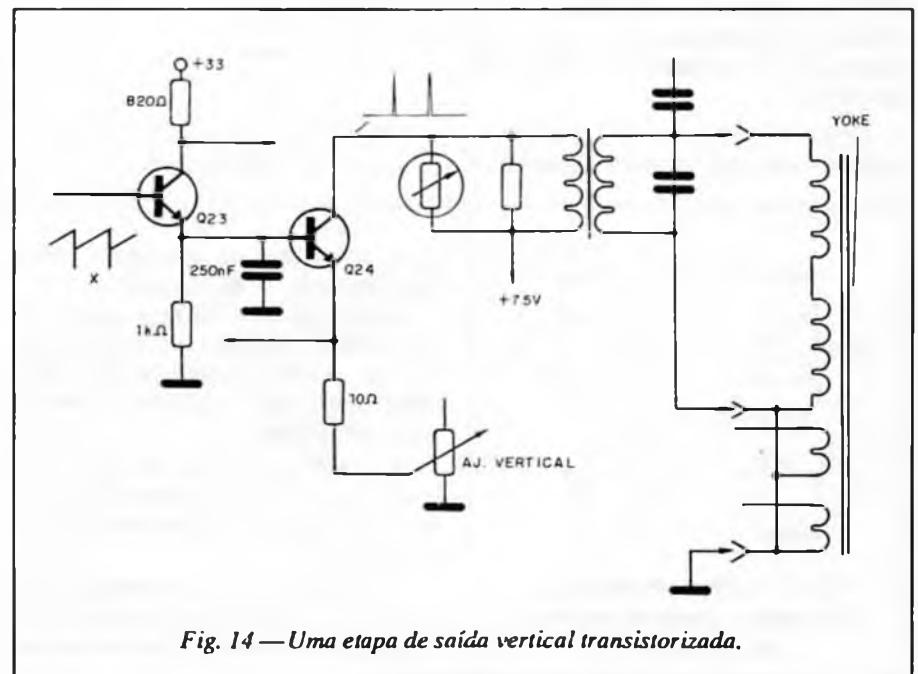 +33
820Ω
YOKE
Q23
Q24
250nF
X
+75V
1kΩ
10Ω
AJ. VERTICAL
Fig. 14 — Uma etapa de saída vertical transistorizada.